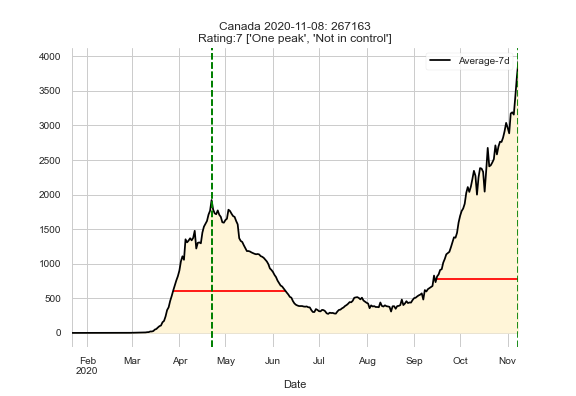 Canada 2020-11-08: 267163
Rating:7 ['One peak', 'Not in control']
Average-7d
4000
3500
3000
2500
2000
1500
1000
500
0
Feb Mar Apr May Jun Jul Aug Sep Oct Nov
2020
Date